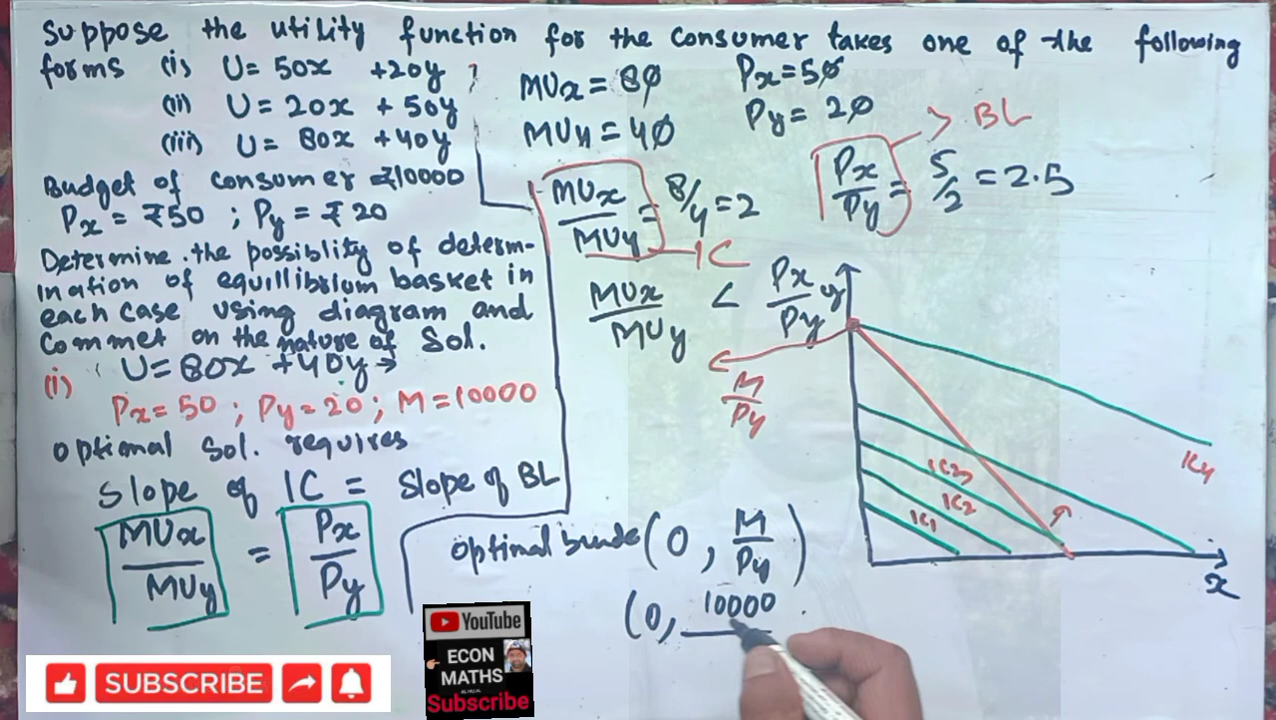 Suppose the utility function for the consumer takes one of the following
forms (i) U= 50x +20y
(ii) U = 20x + 50y
(iii) U= 80x +40y
Budget of consumer =₹10000
Px = ₹50 ; Py = ₹20
Determine the possiblity of determ-
ination of equillibrium basket in
each case using diagram and
Commet on the nature of Sol.
(i) U= 80x +40y →
Px= 50 ; Py= 20 ; M=10000
optimal Sol. requires
Slope of IC = Slope of BL
MUx/MUy = Px/Py
MUx = 80
MUy = 40
Px = 50
Py = 20
MUx/MUy = 8/4 = 2
IC
Px/Py = 5/2 = 2.5
BL
MUx/MUy < Px/Py
y
M/Py
IC1
IC2
IC3
IC4
x
optimal bundle (0, M/Py)
(0, 10000
YouTube
ECON
MATHS
Subscribe
SUBSCRIBE